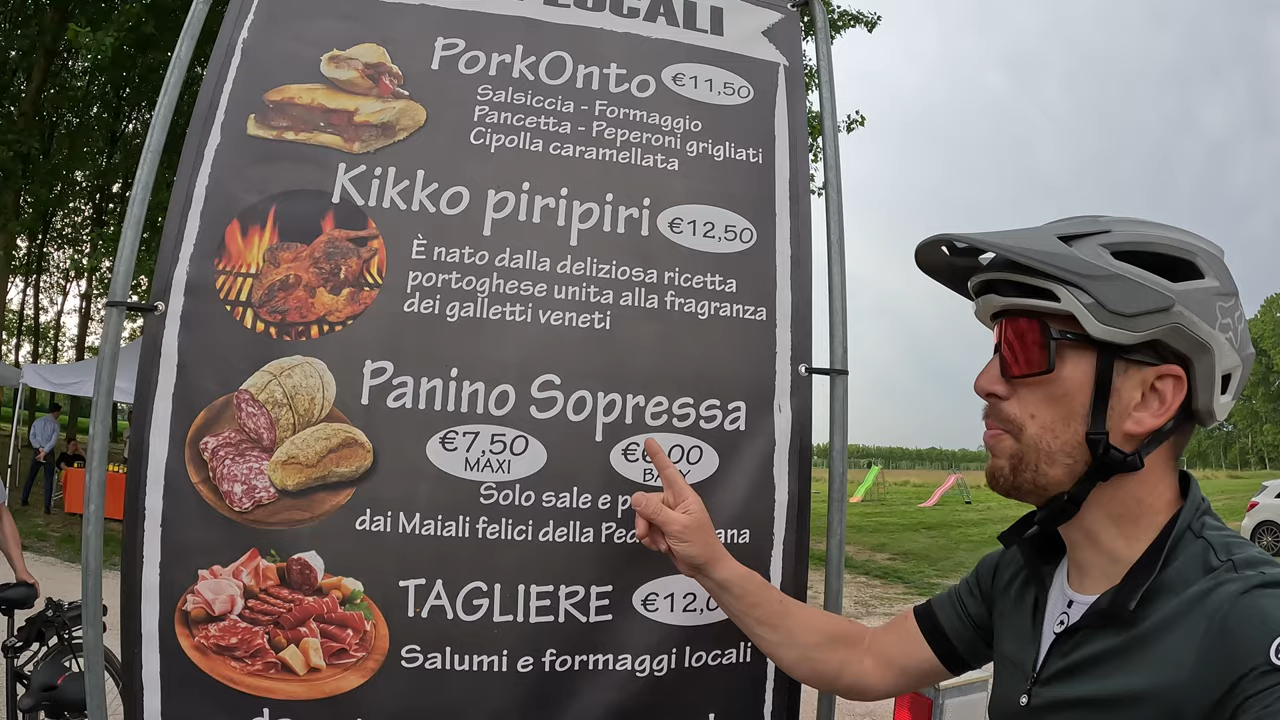 LOCALI
PorkOnto €11,50
Salsiccia - Formaggio
Pancetta - Peperoni grigliati
Cipolla caramellata
Kikko piripiri €12,50
È nato dalla deliziosa ricetta
portoghese unita alla fragranza
dei galletti veneti
Panino Sopressa
€7,50 MAXI
Solo sale e
dai Maiali felici della
TAGLIERE €12,0
Salumi e formaggi locali